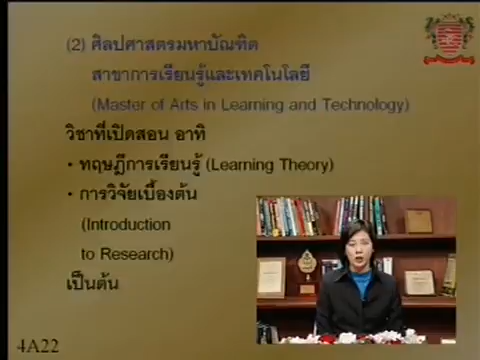 (2) ศิลปศาสตรมหาบัณฑิต
สาขาการเรียนรู้และเทคโนโลยี
(Master of Arts in Learning and Technology)
วิชาที่เปิดสอน อาทิ
• ทฤษฎีการเรียนรู้ (Learning Theory)
• การวิจัยเบื้องต้น
(Introduction
to Research)
เป็นต้น
4A22